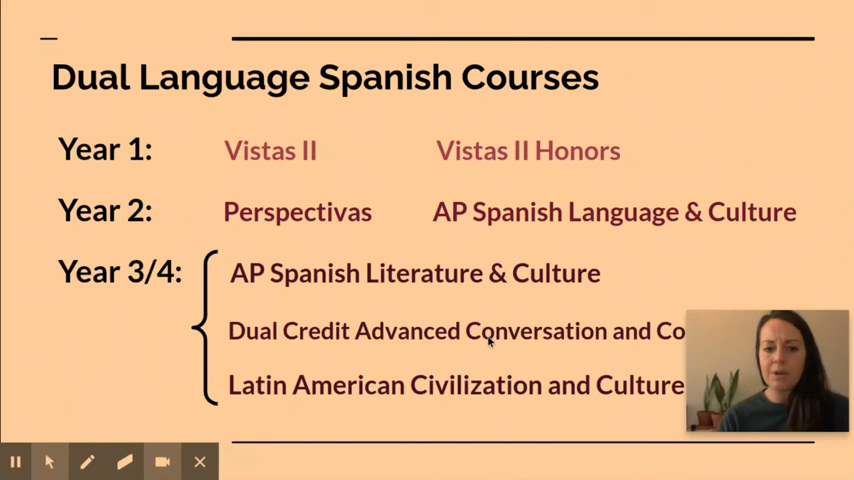 Dual Language Spanish Courses
Year 1: Vistas II Vistas II Honors
Year 2: Perspectivas AP Spanish Language & Culture
Year 3/4: AP Spanish Literature & Culture
Dual Credit Advanced Conversation and Co
Latin American Civilization and Culture